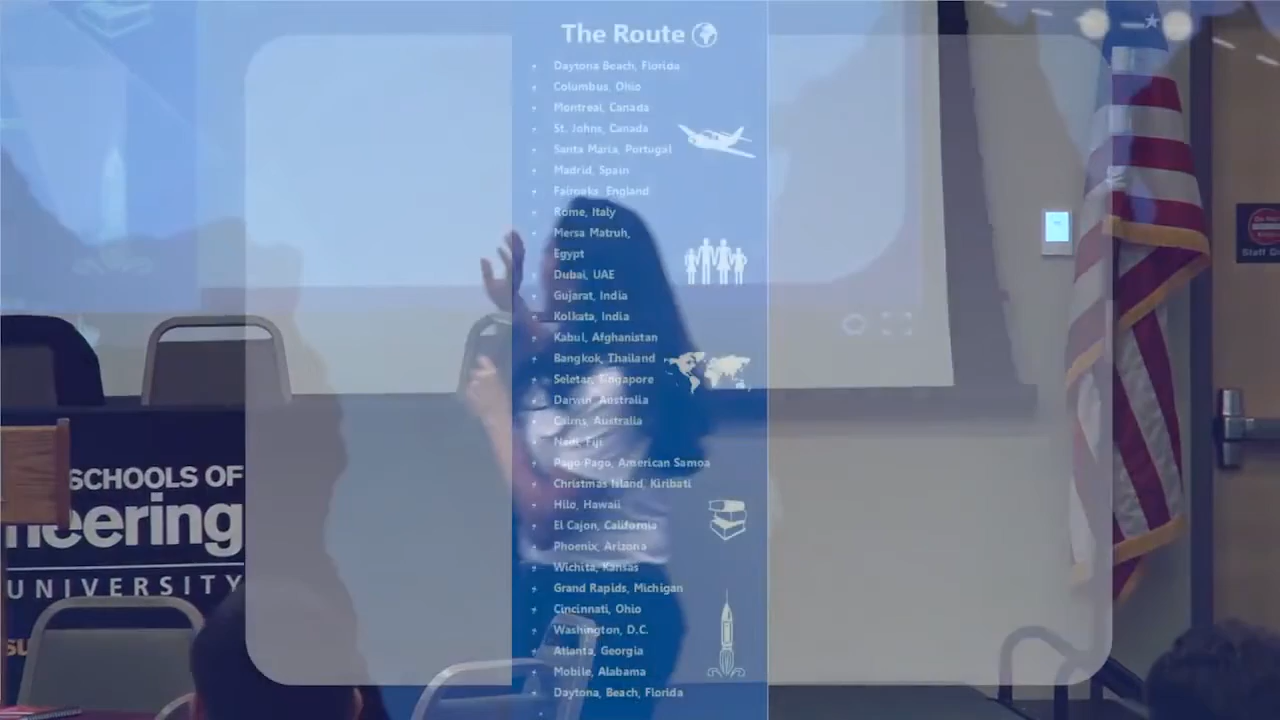 The Route
Daytona Beach, Florida
Columbus, Ohio
Montreal, Canada
St. Johns, Canada
Santa Maria, Portugal
Madrid, Spain
Fairoaks, England
Rome, Italy
Mersa Matruh,
Egypt
Dubai, UAE
Gujarat, India
Kolkata, India
Kabul, Afghanistan
Bangkok, Thailand
Seletar, Singapore
Darwin, Australia
Cairns, Australia
Nadi, Fiji
Pago Pago, American Samoa
Christmas Island, Kiribati
Hilo, Hawaii
El Cajon, California
Phoenix, Arizona
Wichita, Kansas
Grand Rapids, Michigan
Cincinnati, Ohio
Washington, D.C.
Atlanta, Georgia
Mobile, Alabama
Daytona, Beach, Florida
SCHOOLS OF
neering
UNIVERSITY
su
Staff